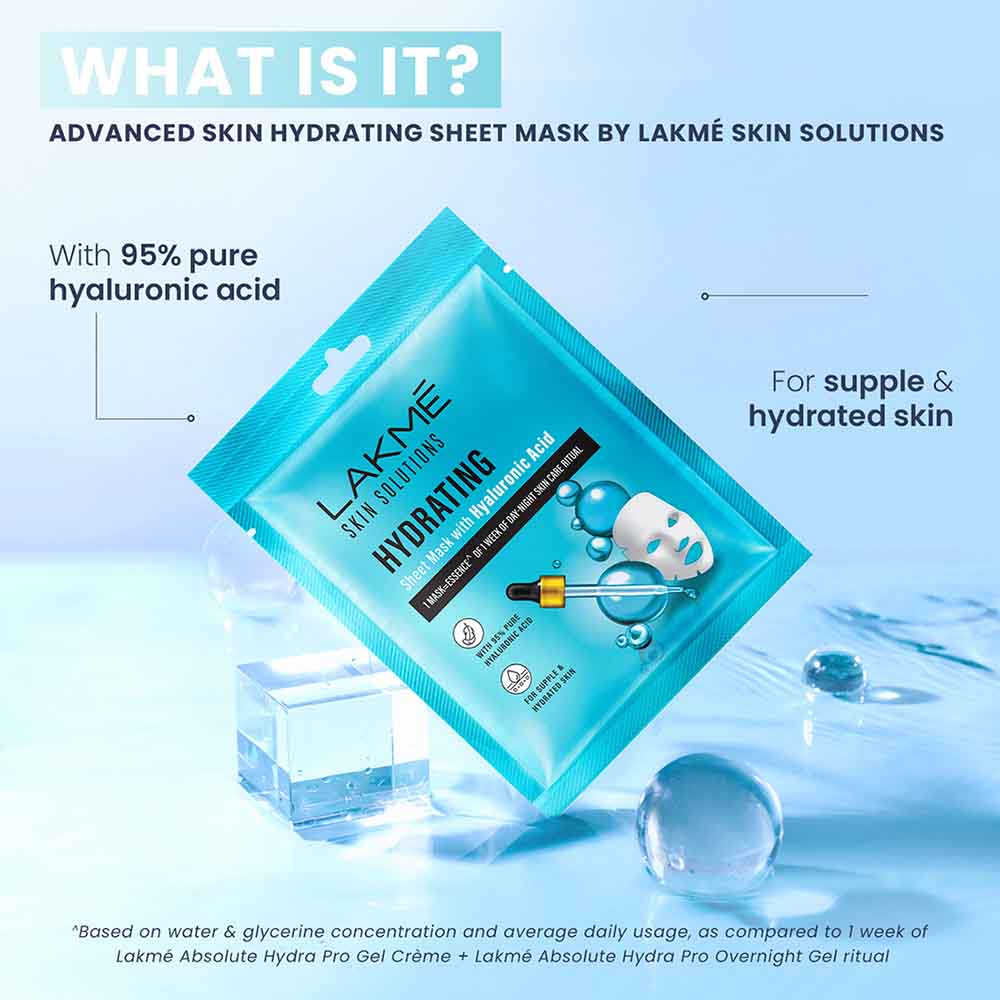 WHAT IS IT?
ADVANCED SKIN HYDRATING SHEET MASK BY LAKMÉ SKIN SOLUTIONS
With 95% pure
hyaluronic acid
For supple &
hydrated skin
LAKMÉ
SKIN SOLUTIONS
HYDRATING
Sheet Mask with Hyaluronic Acid
1 MASK=ESSENCE^ OF 1 WEEK OF DAY-NIGHT SKIN CARE RITUAL
WITH 95% PURE
HYALURONIC ACID
FOR SUPPLE &
HYDRATED SKIN
^Based on water & glycerine concentration and average daily usage, as compared to 1 week of
Lakmé Absolute Hydra Pro Gel Crème + Lakmé Absolute Hydra Pro Overnight Gel ritual